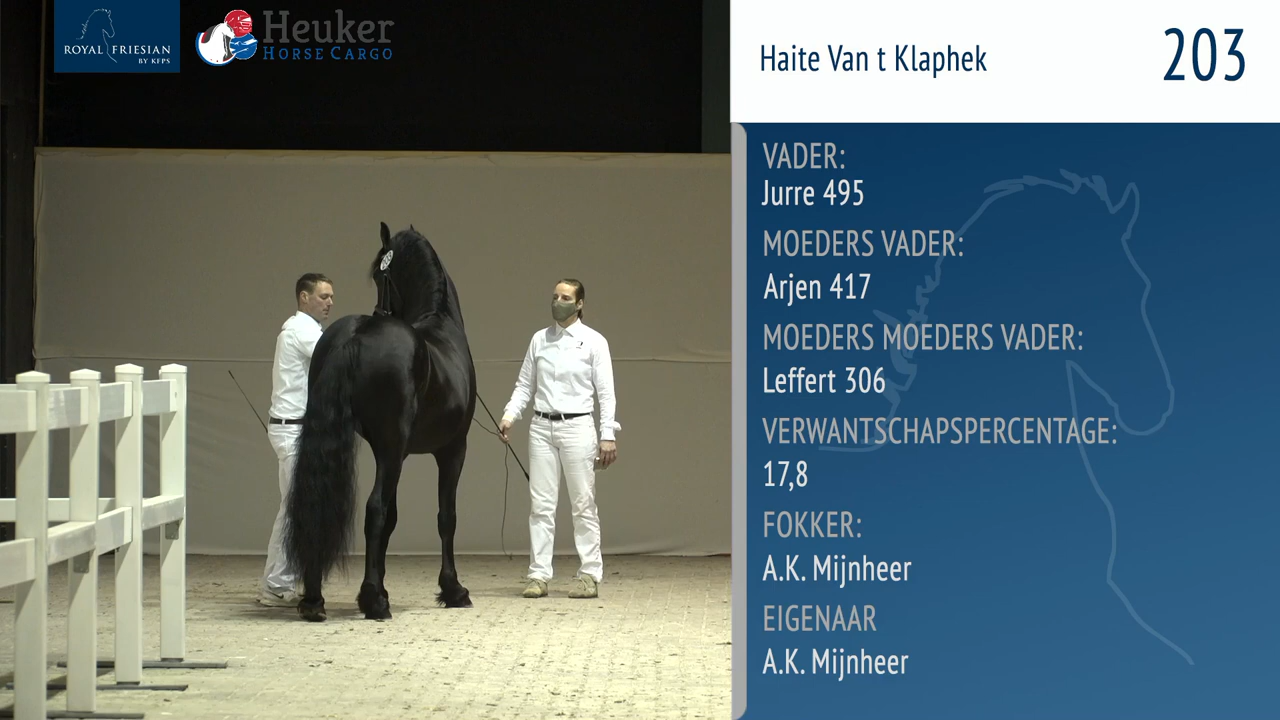 ROYAL FRIESIAN
BY KFPS
Heuker
HORSE CARGO
Haite Van t Klaphek
203
VADER:
Jurre 495
MOEDERS VADER:
Arjen 417
MOEDERS MOEDERS VADER:
Leffert 306
VERWANTSCHAPSPERCENTAGE:
17,8
FOKKER:
A.K. Mijnheer
EIGENAAR
A.K. Mijnheer